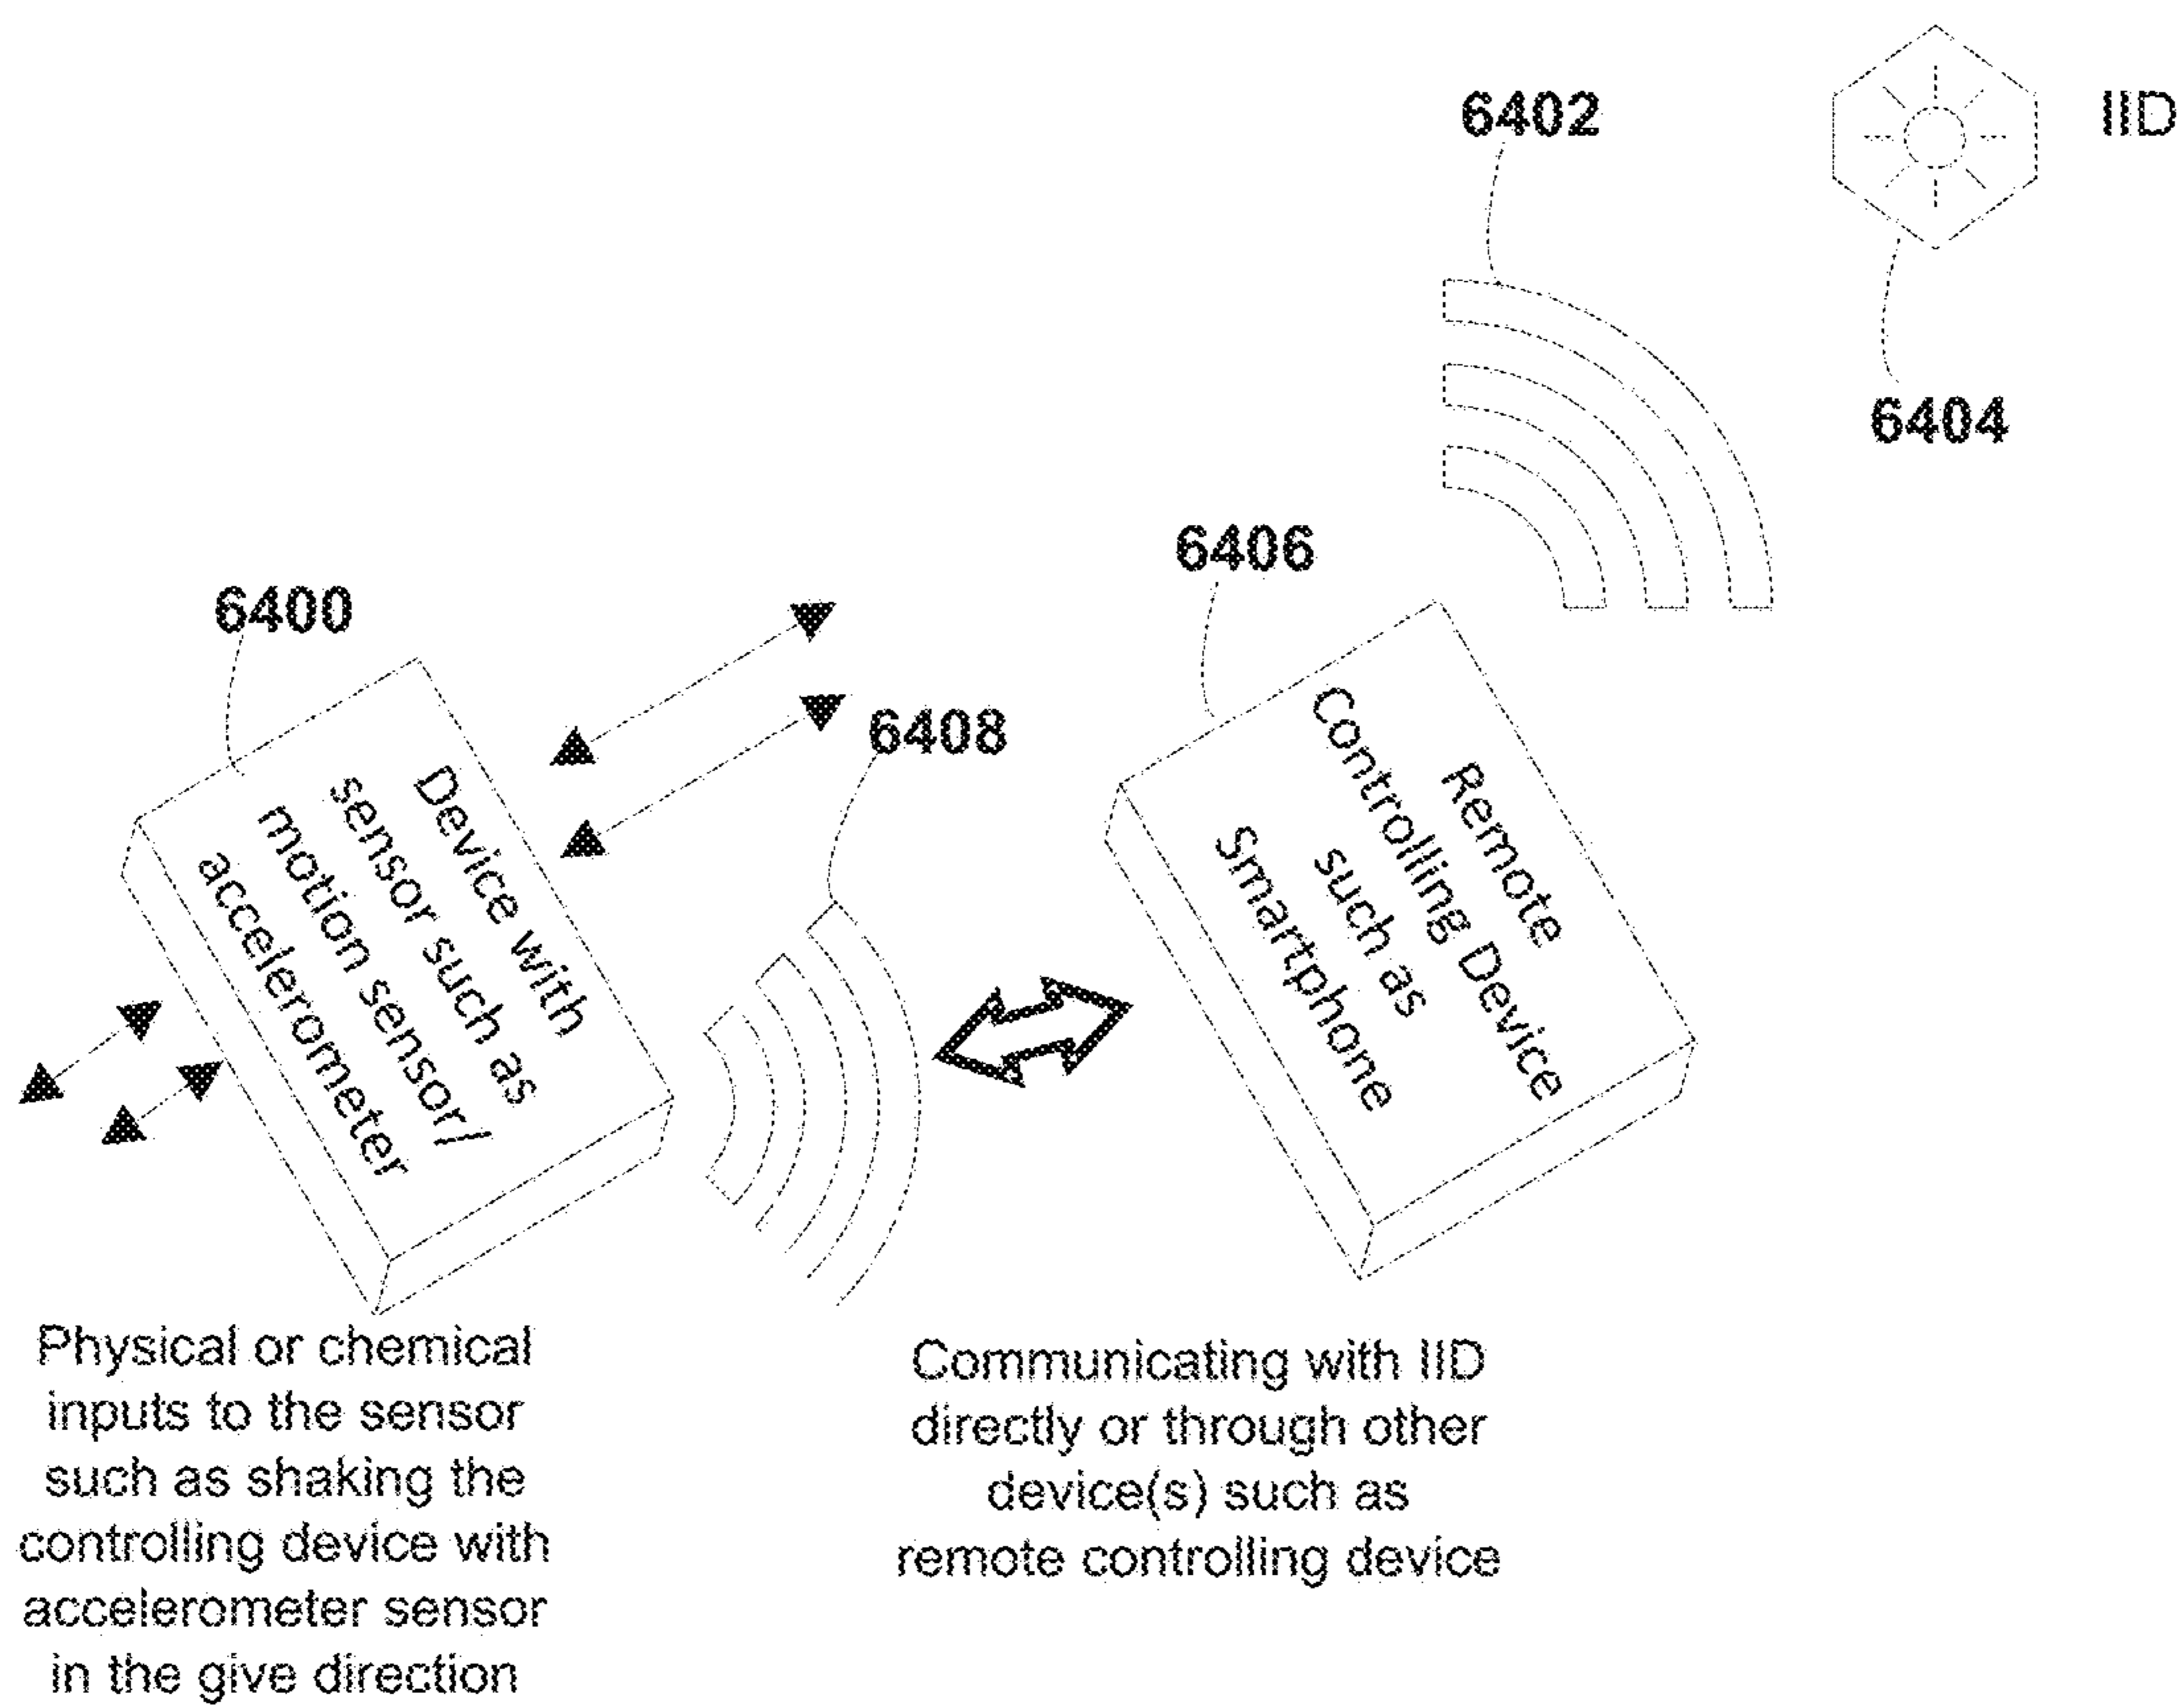 6402
IID
6404
6406
6400
6408
Device with
sensor such as
motion sensor/
accelerometer
Remote
Controlling Device
such as
Smartphone
Physical or chemical
inputs to the sensor
such as shaking the
controlling device with
accelerometer sensor
in the give direction
Communicating with IID
directly or through other
device(s) such as
remote controlling device